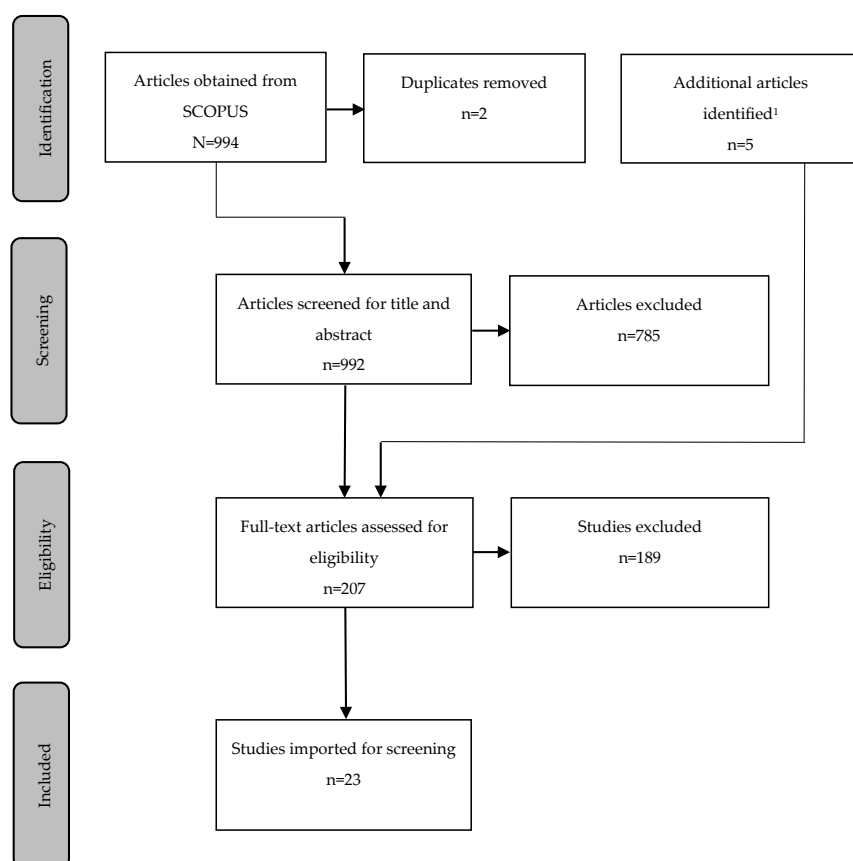 Identification
Articles obtained from
SCOPUS
N=994
Duplicates removed
n=2
Additional articles
identified¹
n=5
Screening
Articles screened for title and
abstract
n=992
Articles excluded
n=785
Eligibility
Full-text articles assessed for
eligibility
n=207
Studies excluded
n=189
Included
Studies imported for screening
n=23